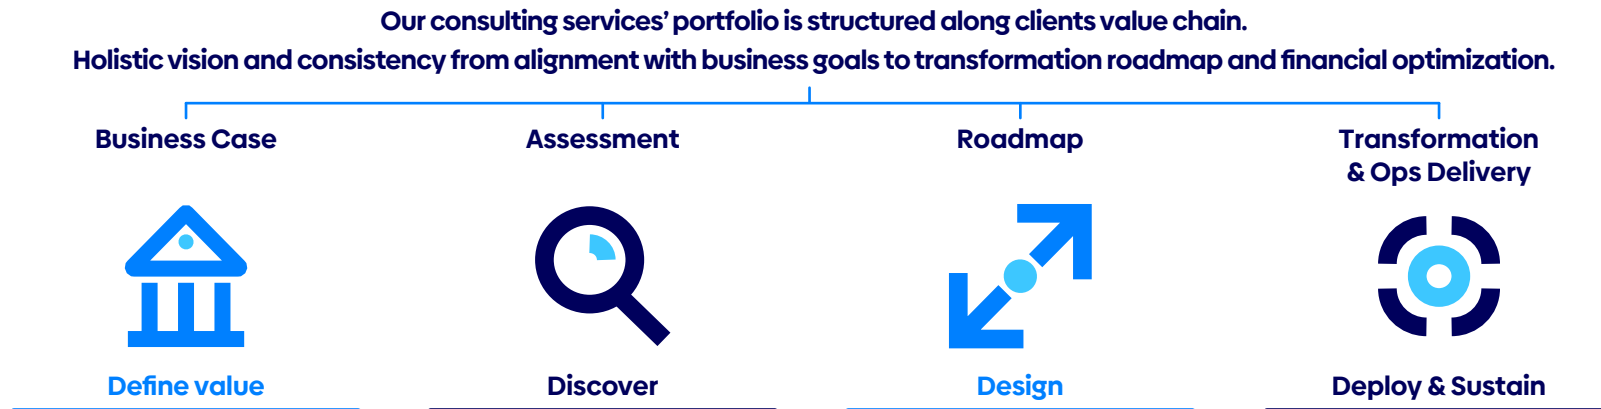 Our consulting services’ portfolio is structured along clients value chain.
Holistic vision and consistency from alignment with business goals to transformation roadmap and financial optimization.
Business Case
Assessment
Roadmap
Transformation
& Ops Delivery
Define value
Discover
Design
Deploy & Sustain